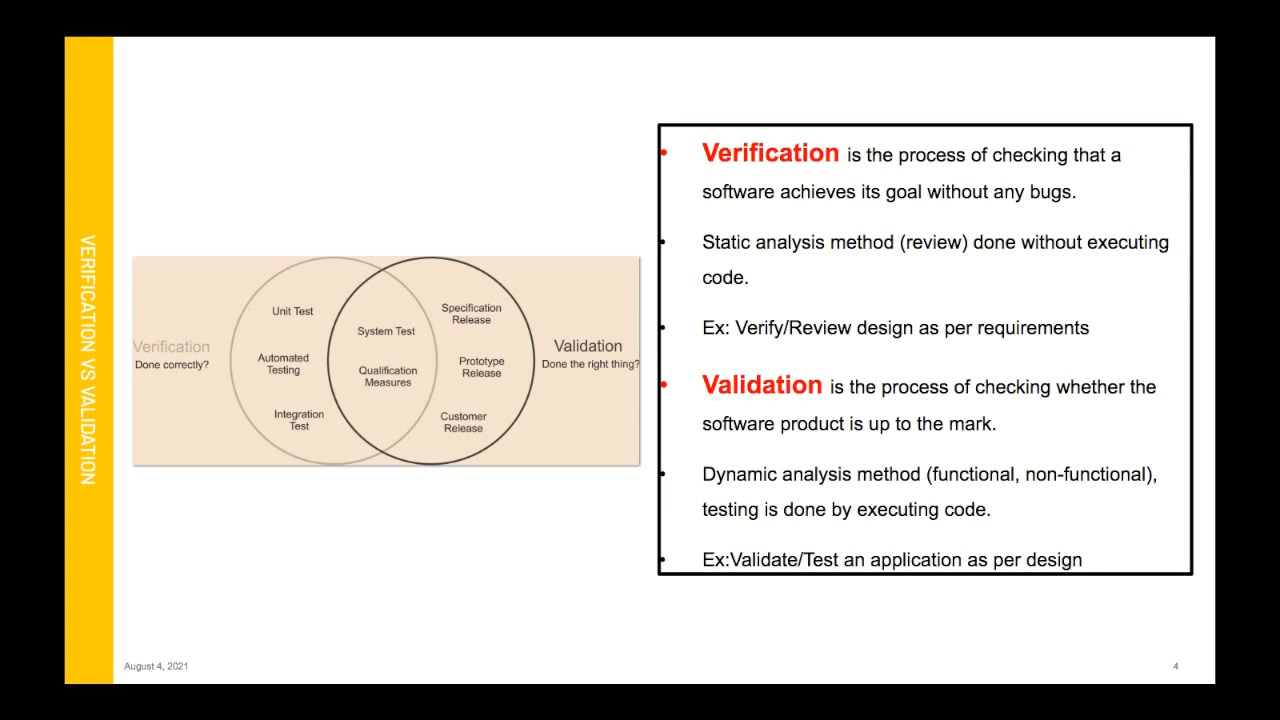 VERIFICATION VS VALIDATION
Verification
Done correctly?
Unit Test
Automated
Testing
Integration
Test
System Test
Qualification
Measures
Specification
Release
Prototype
Release
Customer
Release
Validation
Done the right thing?
• Verification is the process of checking that a
software achieves its goal without any bugs.
• Static analysis method (review) done without executing
code.
• Ex: Verify/Review design as per requirements
• Validation is the process of checking whether the
software product is up to the mark.
• Dynamic analysis method (functional, non-functional),
testing is done by executing code.
• Ex:Validate/Test an application as per design
August 4, 2021
4